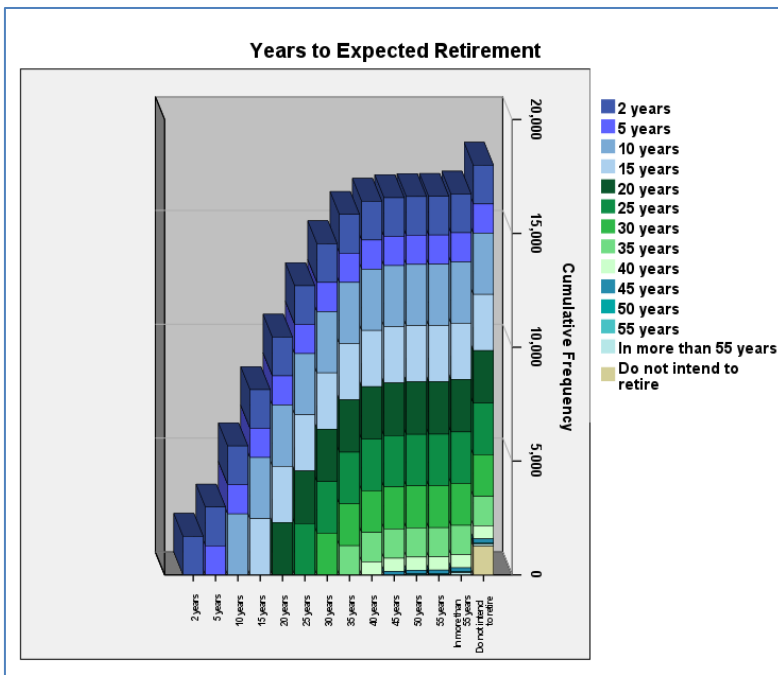 Years to Expected Retirement
20,000
15,000
10,000
5,000
0
Cumulative Frequency
2 years
5 years
10 years
15 years
20 years
25 years
30 years
35 years
40 years
45 years
50 years
55 years
In more than
55 years
Do not intend
to retire
2 years
5 years
10 years
15 years
20 years
25 years
30 years
35 years
40 years
45 years
50 years
55 years
In more than 55 years
Do not intend to
retire